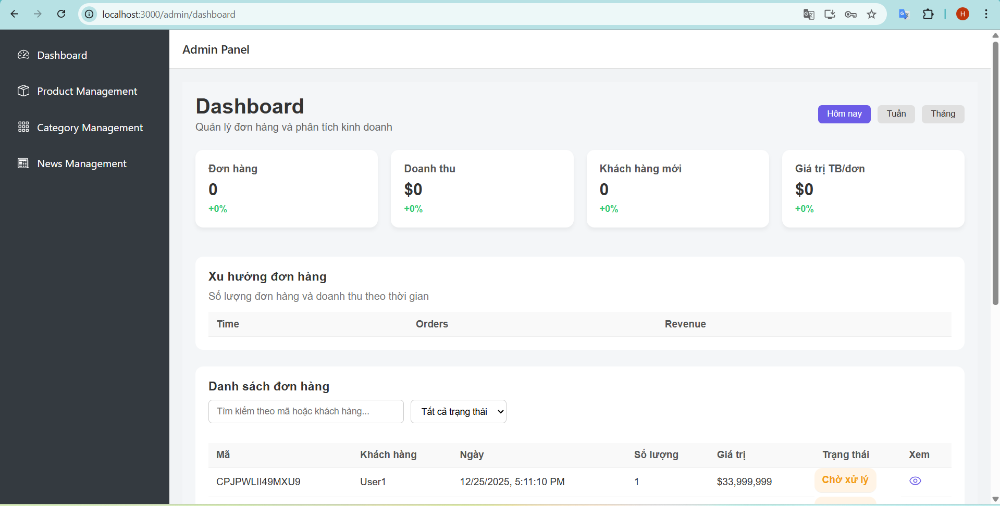 localhost:3000/admin/dashboard
H
Dashboard
Product Management
Category Management
News Management
Admin Panel
Dashboard
Quản lý đơn hàng và phân tích kinh doanh
Hôm nay Tuần Tháng
Đơn hàng
0
+0%
Doanh thu
$0
+0%
Khách hàng mới
0
+0%
Giá trị TB/đơn
$0
+0%
Xu hướng đơn hàng
Số lượng đơn hàng và doanh thu theo thời gian
Time Orders Revenue
Danh sách đơn hàng
Tìm kiếm theo mã hoặc khách hàng... Tất cả trạng thái
Mã Khách hàng Ngày Số lượng Giá trị Trạng thái Xem
CPJPWLII49MXU9 User1 12/25/2025, 5:11:10 PM 1 $33,999,999 Chờ xử lý